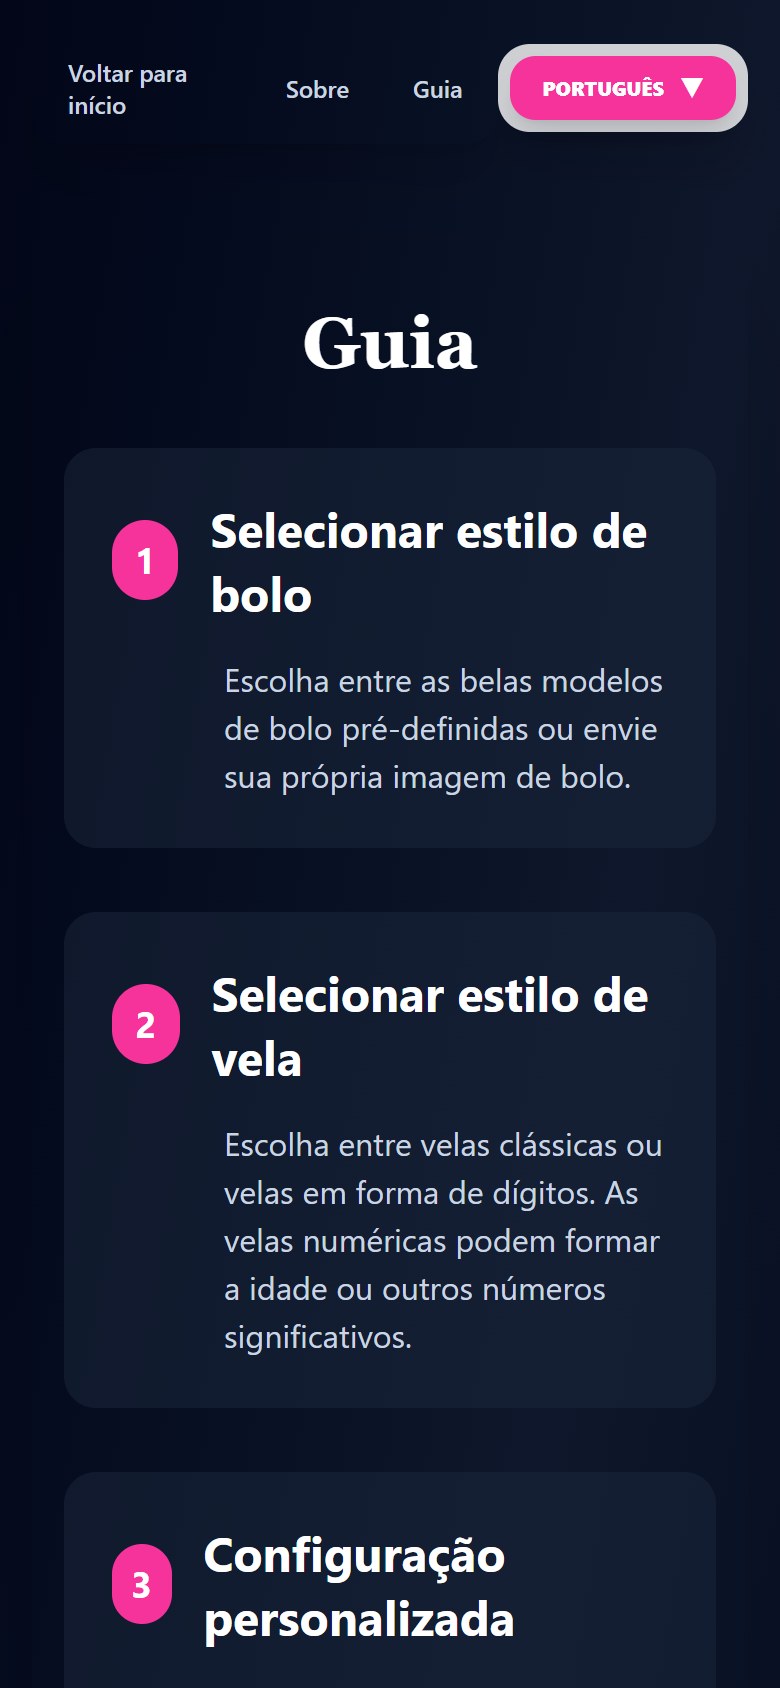 Voltar para
início
Sobre
Guia
PORTUGUÊS ▼
Guia
1
Selecionar estilo de
bolo
Escolha entre as belas modelos
de bolo pré-definidas ou envie
sua própria imagem de bolo.
2
Selecionar estilo de
vela
Escolha entre velas clássicas ou
velas em forma de dígitos. As
velas numéricas podem formar
a idade ou outros números
significativos.
3
Configuração
personalizada